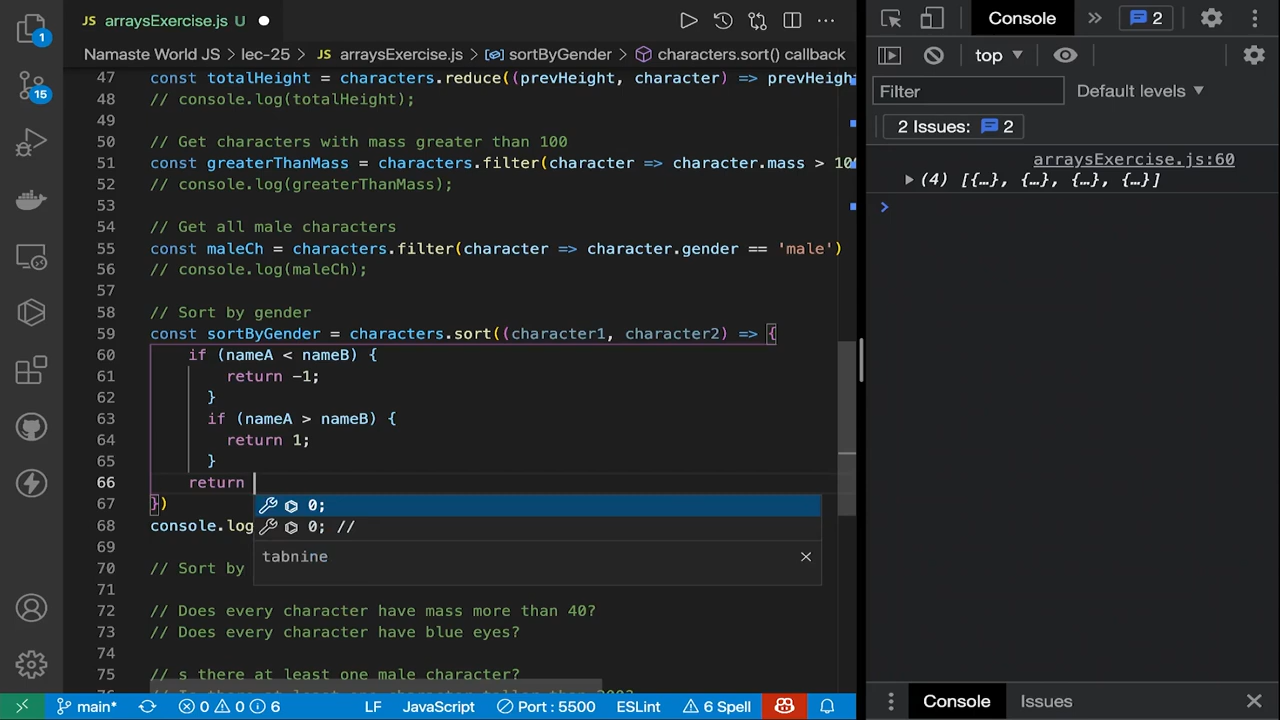 arraysExercise.js U
Namaste World JS > lec-25 > JS arraysExercise.js > sortByGender > characters.sort() callback
47 const totalHeight = characters.reduce((prevHeight, character) => prevHeigh
48 // console.log(totalHeight);
49
50 // Get characters with mass greater than 100
51 const greaterThanMass = characters.filter(character => character.mass > 10
52 // console.log(greaterThanMass);
53
54 // Get all male characters
55 const maleCh = characters.filter(character => character.gender == 'male')
56 // console.log(maleCh);
57
58 // Sort by gender
59 const sortByGender = characters.sort((character1, character2) => {
60 if (nameA < nameB) {
61 return -1;
62 }
63 if (nameA > nameB) {
64 return 1;
65 }
66 return
0;
67 })
68 console.log
0; //
69
tabnine
70 // Sort by
71
72 // Does every character have mass more than 40?
73 // Does every character have blue eyes?
74
75 // s there at least one male character?
1
15
main*
0 0 6
LF
JavaScript
Port : 5500
ESLint
6 Spell
Console
2
top
Filter
Default levels
2 Issues: 2
arraysExercise.js:60
(4) [{…}, {…}, {…}, {…}]
Console
Issues